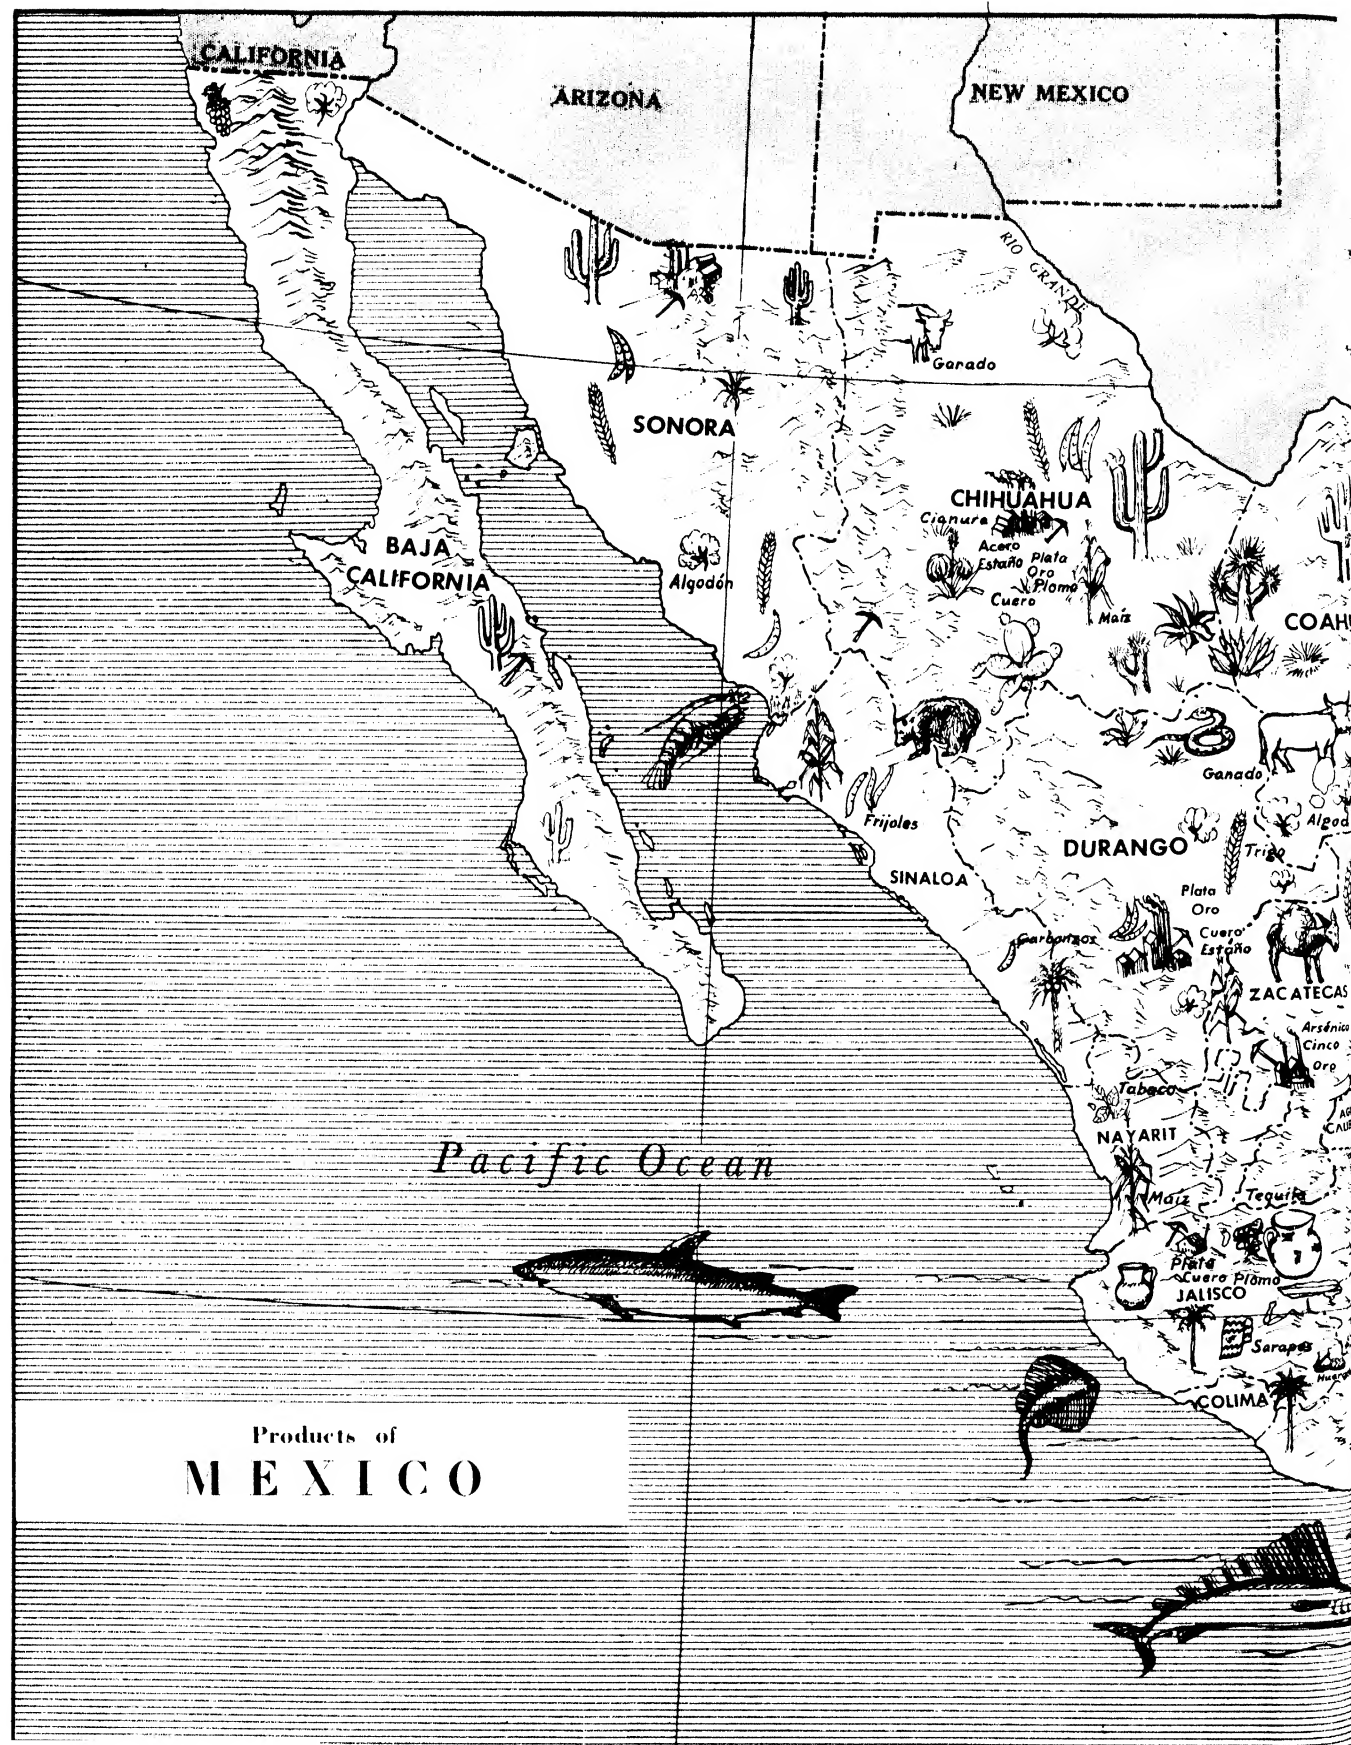 CALIFORNIA
ARIZONA
NEW MEXICO
RIO GRANDE
Garado
SONORA
CHIHUAHUA
Cianura
Acero
Estaño
Plata
Oro
Plomo
Cuero
Maíz
BAJA
CALIFORNIA
Algodón
COAH
Ganado
Frijoles
Algod
DURANGO
Trigo
SINALOA
Plata
Oro
Cuero
Estaño
Garbanzos
ZACATECAS
Arsénico
Cinco
Oro
Tabaco
NAYARIT
Pacific Ocean
Maíz
Tequila
Plata
Cuero Plomo
JALISCO
Sarapes
COLIMA
Products of
MEXICO